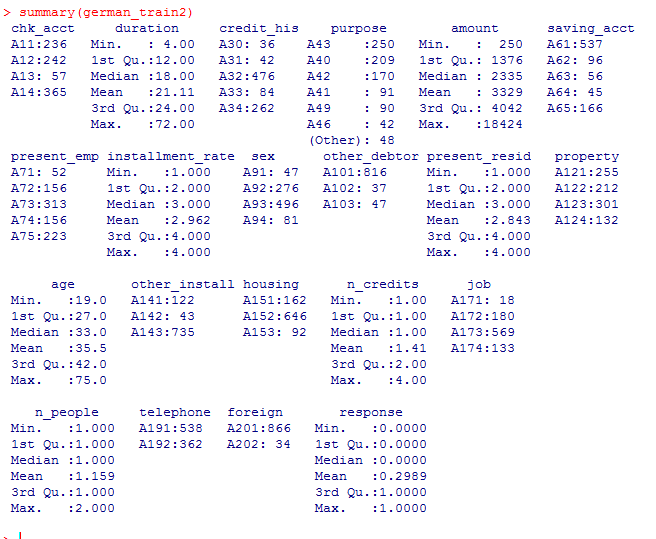 > summary(german_train2)
 chk_acct      duration     credit_his    purpose        amount      saving_acct
 A11:236   Min.   : 4.00   A30: 36    A43    :250   Min.   :  250   A61:537
 A12:242   1st Qu.:12.00   A31: 42    A40    :209   1st Qu.: 1376   A62: 96
 A13: 57   Median :18.00   A32:476    A42    :170   Median : 2335   A63: 56
 A14:365   Mean   :21.11   A33: 84    A41    : 91   Mean   : 3329   A64: 45
           3rd Qu.:24.00   A34:262    A49    : 90   3rd Qu.: 4042   A65:166
           Max.   :72.00              A46    : 42   Max.   :18424
                                      (Other): 48
 present_emp installment_rate  sex      other_debtor present_resid   property
 A71: 52     Min.   :1.000    A91: 47   A101:816     Min.   :1.000   A121:255
 A72:156     1st Qu.:2.000    A92:276   A102: 37     1st Qu.:2.000   A122:212
 A73:313     Median :3.000    A93:496   A103: 47     Median :3.000   A123:301
 A74:156     Mean   :2.962    A94: 81                Mean   :2.843   A124:132
 A75:223     3rd Qu.:4.000                           3rd Qu.:4.000
             Max.   :4.000                           Max.   :4.000
      age       other_install housing      n_credits      job
 Min.   :19.0   A141:122      A151:162   Min.   :1.00   A171: 18
 1st Qu.:27.0   A142: 43      A152:646   1st Qu.:1.00   A172:180
 Median :33.0   A143:735      A153: 92   Median :1.00   A173:569
 Mean   :35.5                            Mean   :1.41   A174:133
 3rd Qu.:42.0                            3rd Qu.:2.00
 Max.   :75.0                            Max.   :4.00
    n_people     telephone  foreign       response
 Min.   :1.000   A191:538   A201:866   Min.   :0.0000
 1st Qu.:1.000   A192:362   A202: 34   1st Qu.:0.0000
 Median :1.000                         Median :0.0000
 Mean   :1.159                         Mean   :0.2989
 3rd Qu.:1.000                         3rd Qu.:1.0000
 Max.   :2.000                         Max.   :1.0000
>